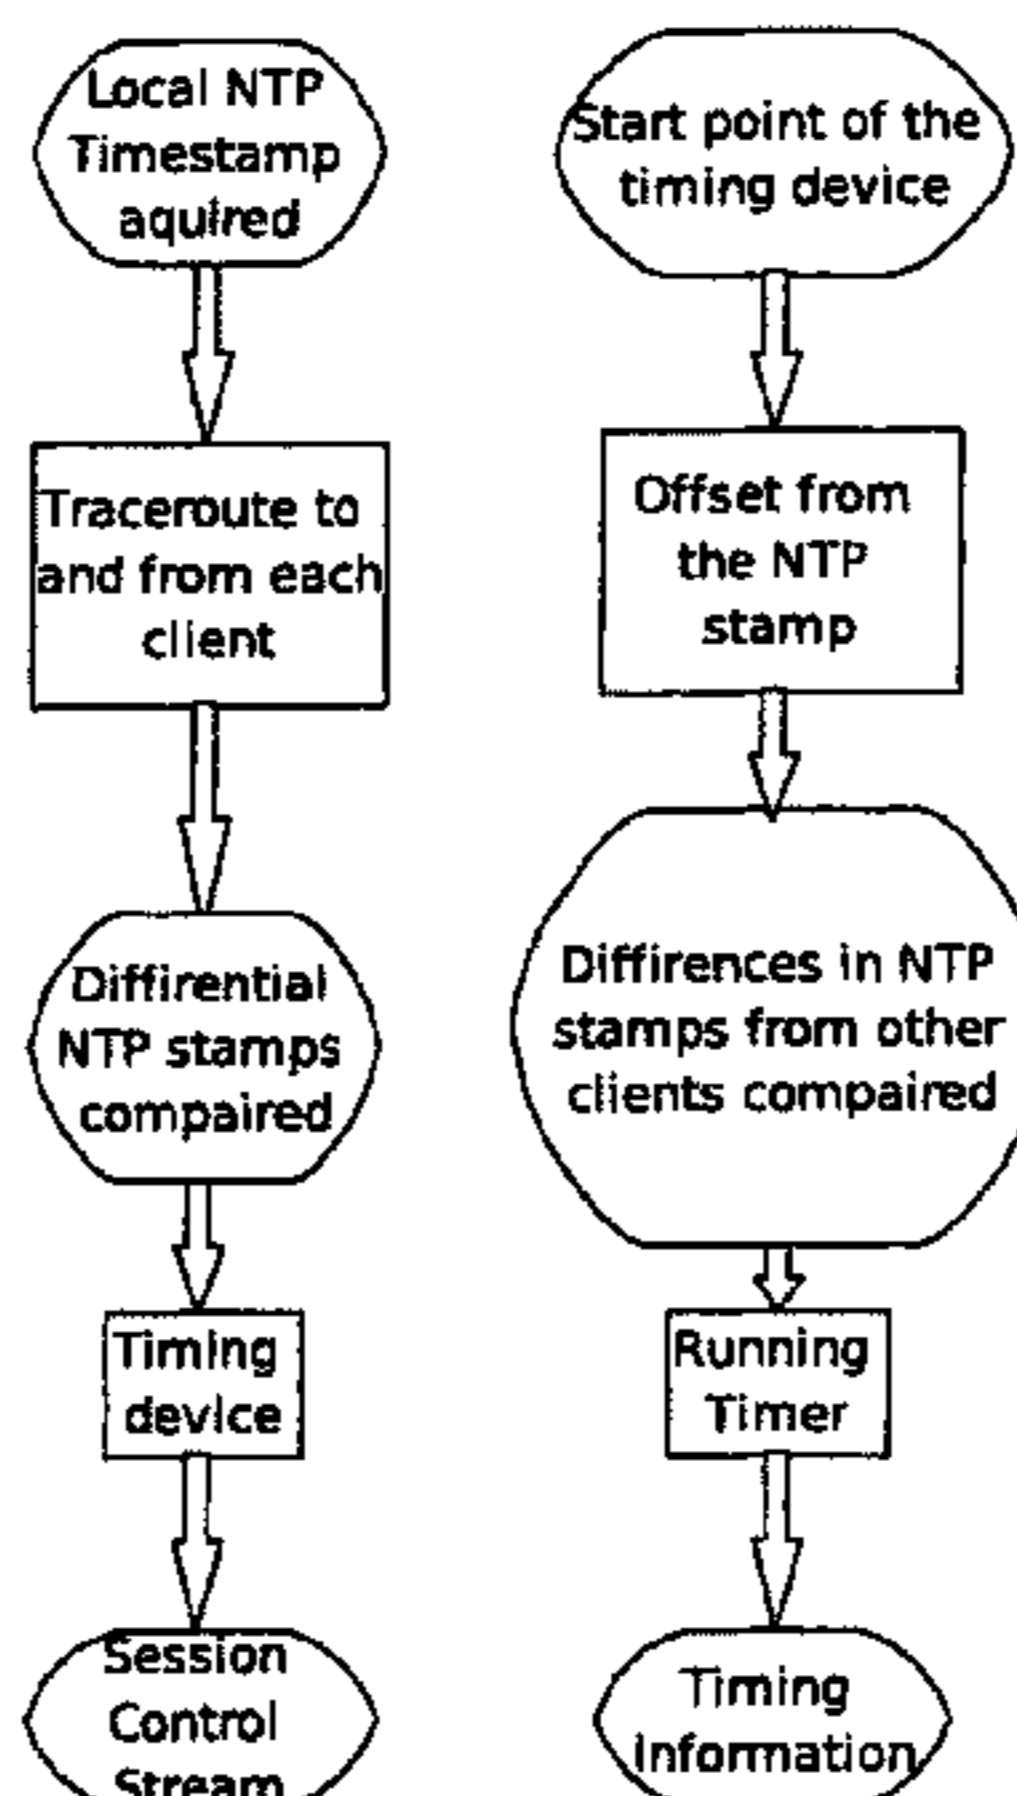 Local NTP
Timestamp
aquired
Traceroute to
and from each
client
Diffirential
NTP stamps
compaired
Timing
device
Session
Control
Stream
Start point of the
timing device
Offset from
the NTP
stamp
Diffirences in NTP
stamps from other
clients compaired
Running
Timer
Timing
Information